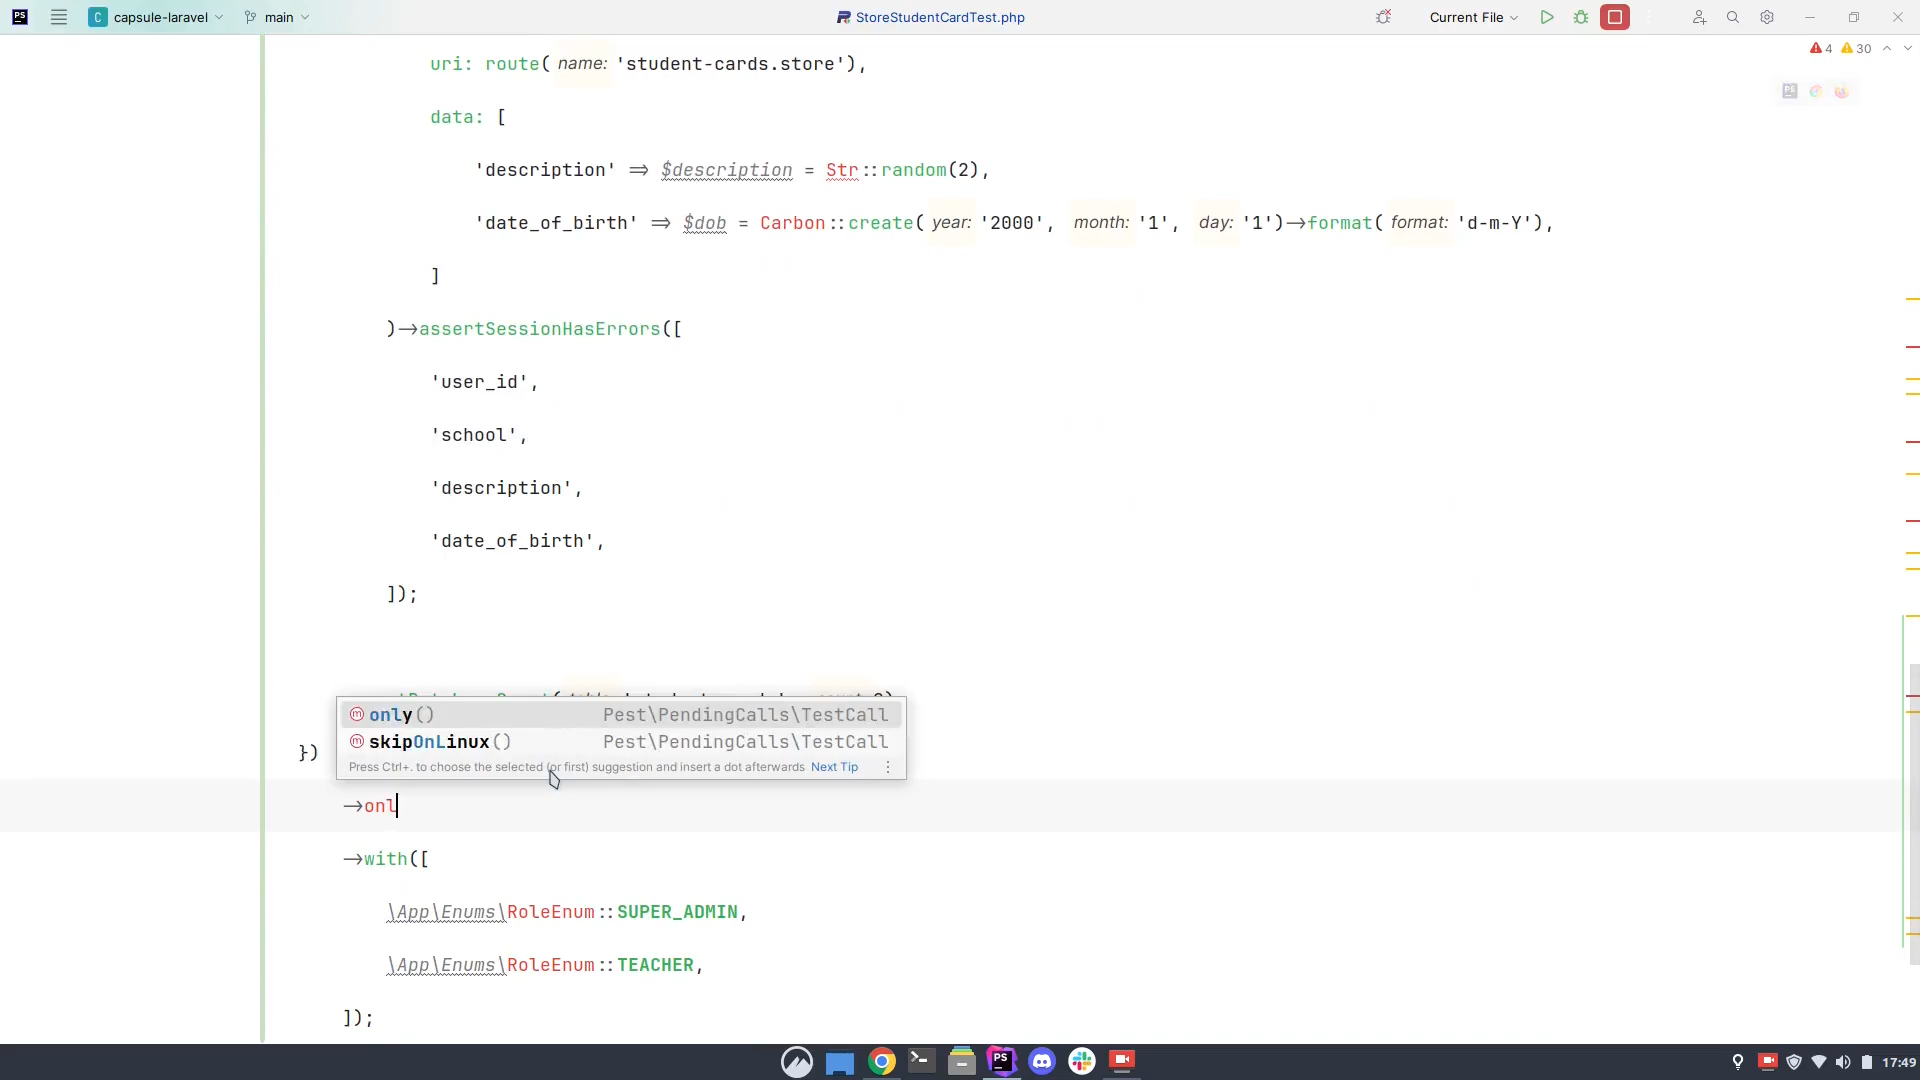 PS
C capsule-laravel main StoreStudentCardTest.php Current File
4 30
uri: route( name: 'student-cards.store'),
data: [
'description' => $description = Str::random(2),
'date_of_birth' => $dob = Carbon::create( year: '2000', month: '1', day: '1')->format( format: 'd-m-Y'),
]
)->assertSessionHasErrors([
'user_id',
'school',
'description',
'date_of_birth',
]);
only() Pest\PendingCalls\TestCall
skipOnLinux() Pest\PendingCalls\TestCall
})
Press Ctrl+. to choose the selected (or first) suggestion and insert a dot afterwards Next Tip
->onl
->with([
\App\Enums\RoleEnum::SUPER_ADMIN,
\App\Enums\RoleEnum::TEACHER,
]);
PS
17:49